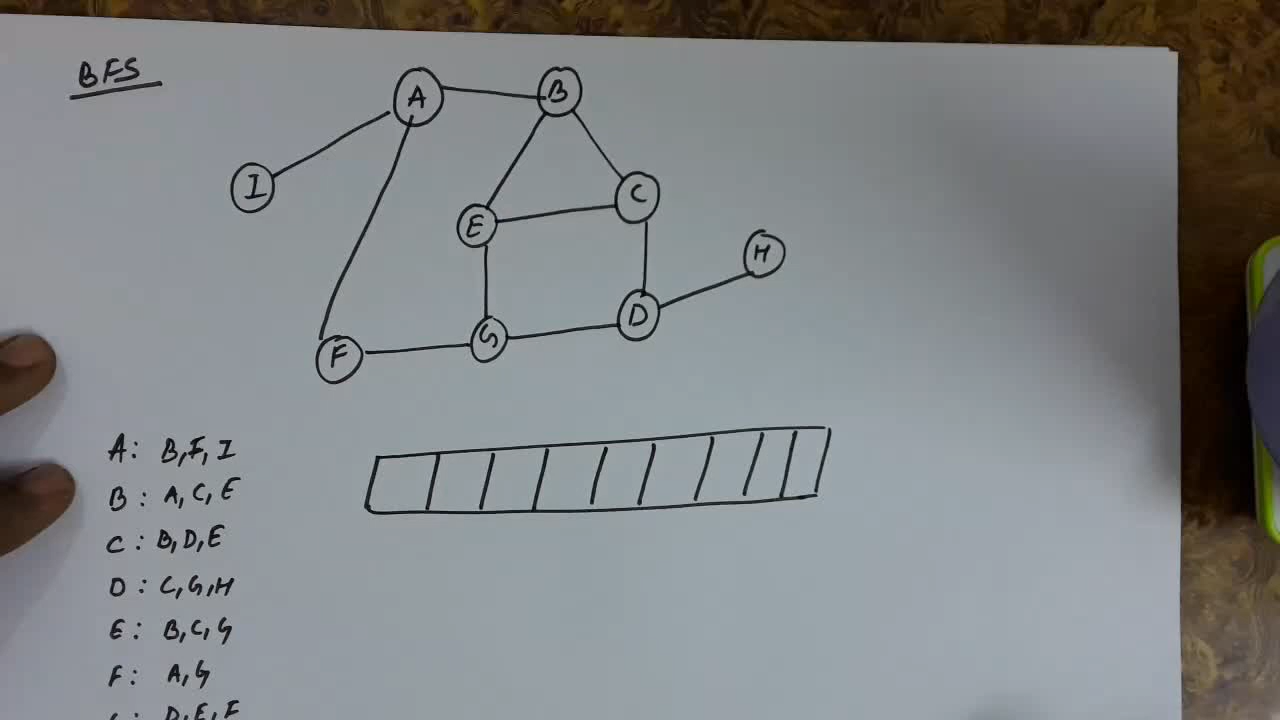 BFS
A
B
I
C
E
H
D
G
F
A: B, F, I
B: A, C, E
C: B, D, E
D: C, G, H
E: B, C, G
F: A, G
D, E, F